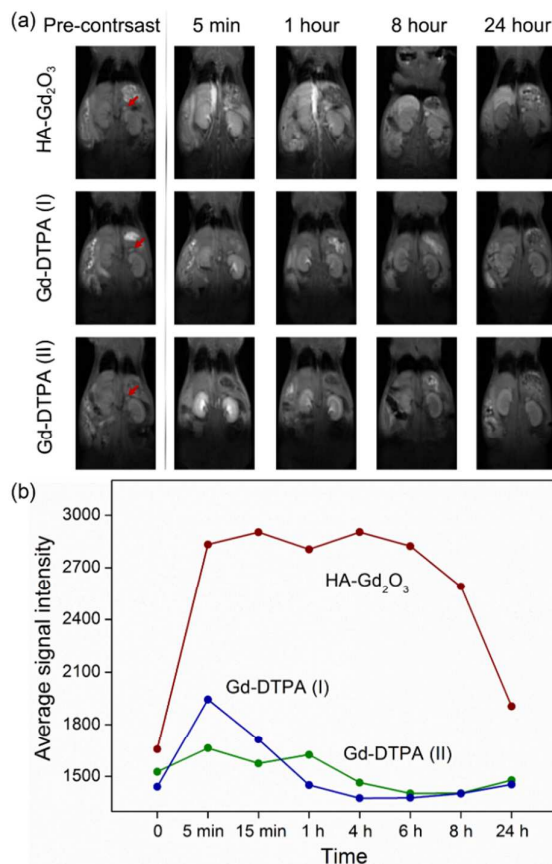 (a) Pre-contrsast 5 min 1 hour 8 hour 24 hour
HA-Gd₂O₃
Gd-DTPA (I)
Gd-DTPA (II)
(b)
Average signal intensity
3000
2700
2400
2100
1800
1500
HA-Gd₂O₃
Gd-DTPA (I)
Gd-DTPA (II)
0 5 min 15 min 1 h 4 h 6 h 8 h 24 h
Time